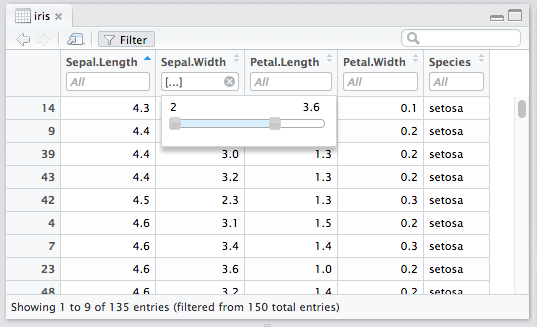 iris
Filter
Sepal.Length Sepal.Width Petal.Length Petal.Width Species
All [...] All All All
14 4.3 0.1 setosa
2 3.6
9 4.4 0.2 setosa
39 4.4 3.0 1.3 0.2 setosa
43 4.4 3.2 1.3 0.2 setosa
42 4.5 2.3 1.3 0.3 setosa
4 4.6 3.1 1.5 0.2 setosa
7 4.6 3.4 1.4 0.3 setosa
23 4.6 3.6 1.0 0.2 setosa
48 4.6 3.2 1.4 0.2 setosa
Showing 1 to 9 of 135 entries (filtered from 150 total entries)